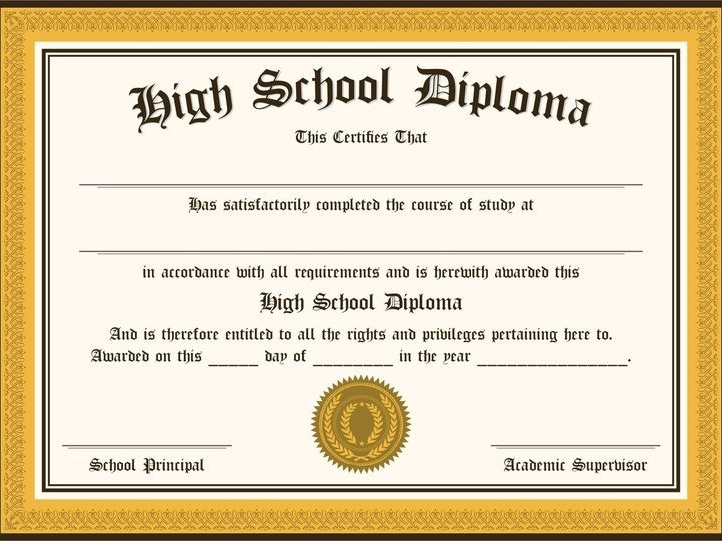 High School Diploma
This Certifies That
Has satisfactorily completed the course of study at
in accordance with all requirements and is herewith awarded this
High School Diploma
And is therefore entitled to all the rights and privileges pertaining here to.
Awarded on this _____ day of ________ in the year _______________.
School Principal
Academic Supervisor